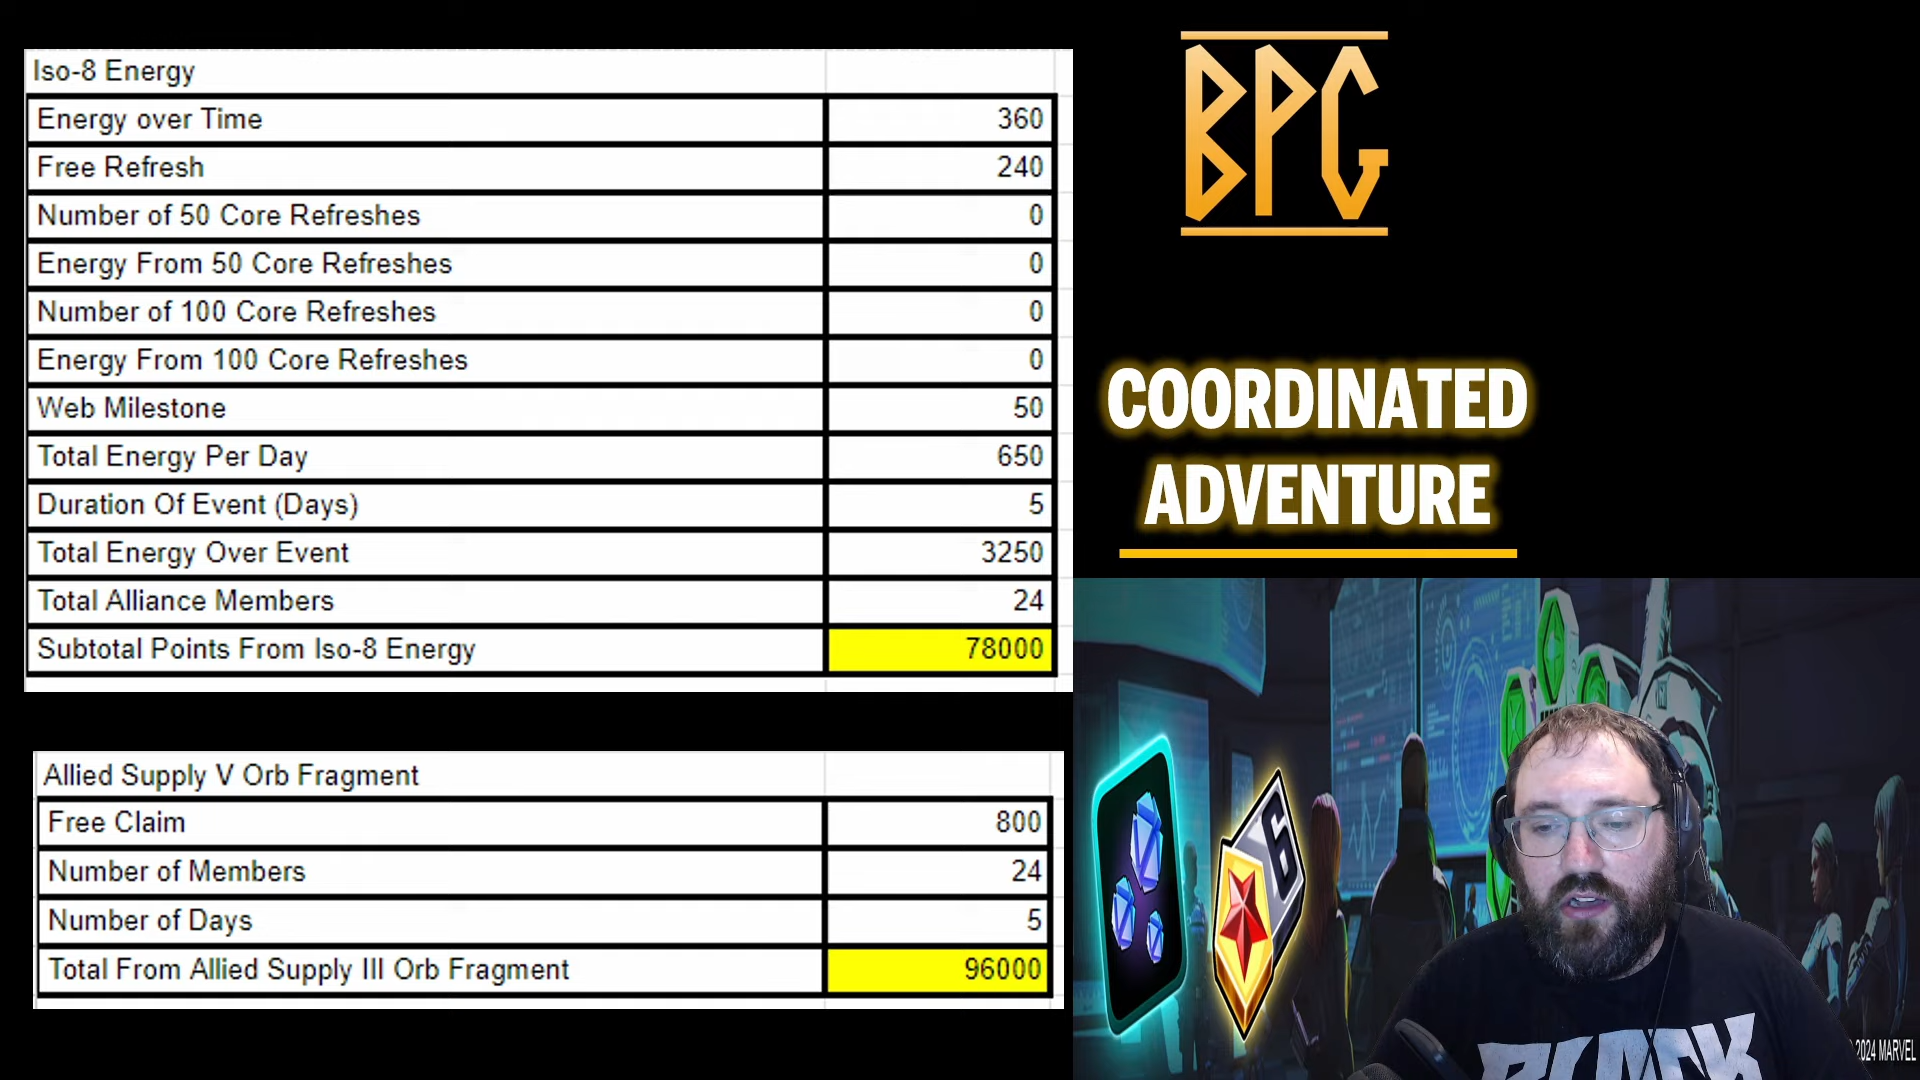 Iso-8 Energy
Energy over Time 360
Free Refresh 240
Number of 50 Core Refreshes 0
Energy From 50 Core Refreshes 0
Number of 100 Core Refreshes 0
Energy From 100 Core Refreshes 0
Web Milestone 50
Total Energy Per Day 650
Duration Of Event (Days) 5
Total Energy Over Event 3250
Total Alliance Members 24
Subtotal Points From Iso-8 Energy 78000
Allied Supply V Orb Fragment
Free Claim 800
Number of Members 24
Number of Days 5
Total From Allied Supply III Orb Fragment 96000
BPG
COORDINATED
ADVENTURE
6
2024 MARVEL